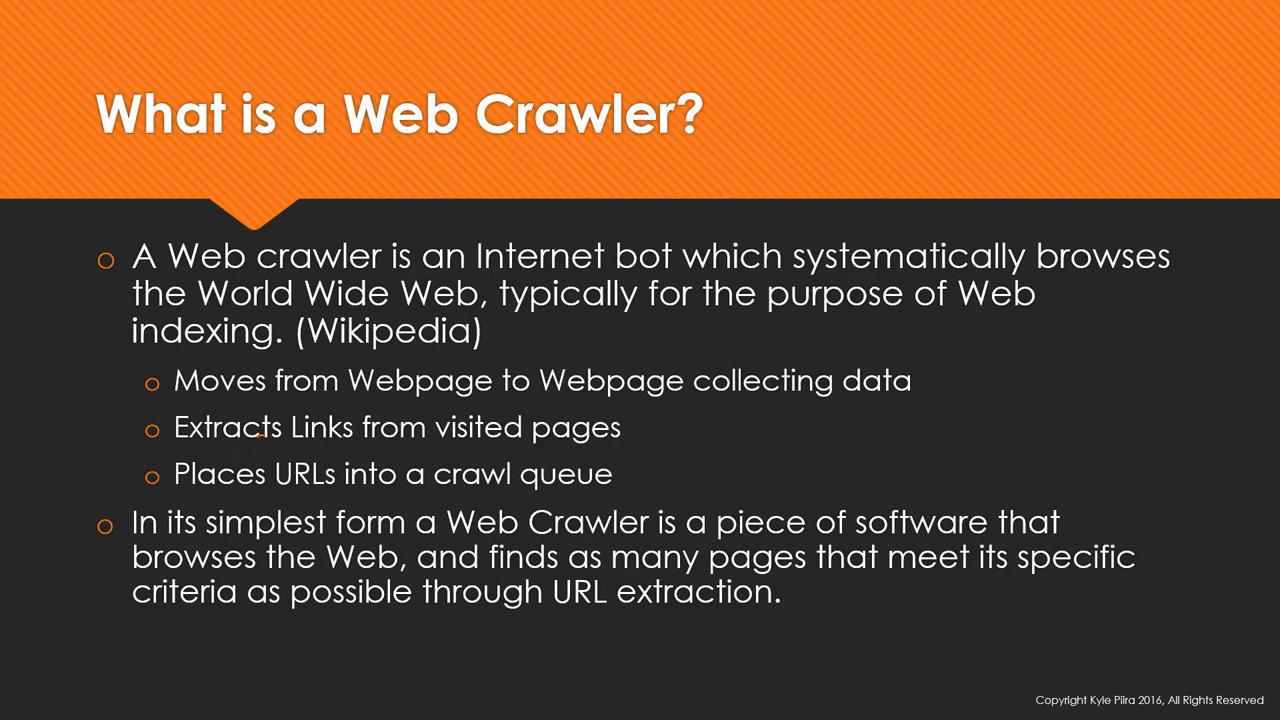 What is a Web Crawler?
o A Web crawler is an Internet bot which systematically browses
the World Wide Web, typically for the purpose of Web
indexing. (Wikipedia)
o Moves from Webpage to Webpage collecting data
o Extracts Links from visited pages
o Places URLs into a crawl queue
o In its simplest form a Web Crawler is a piece of software that
browses the Web, and finds as many pages that meet its specific
criteria as possible through URL extraction.
Copyright Kyle Piira 2016, All Rights Reserved